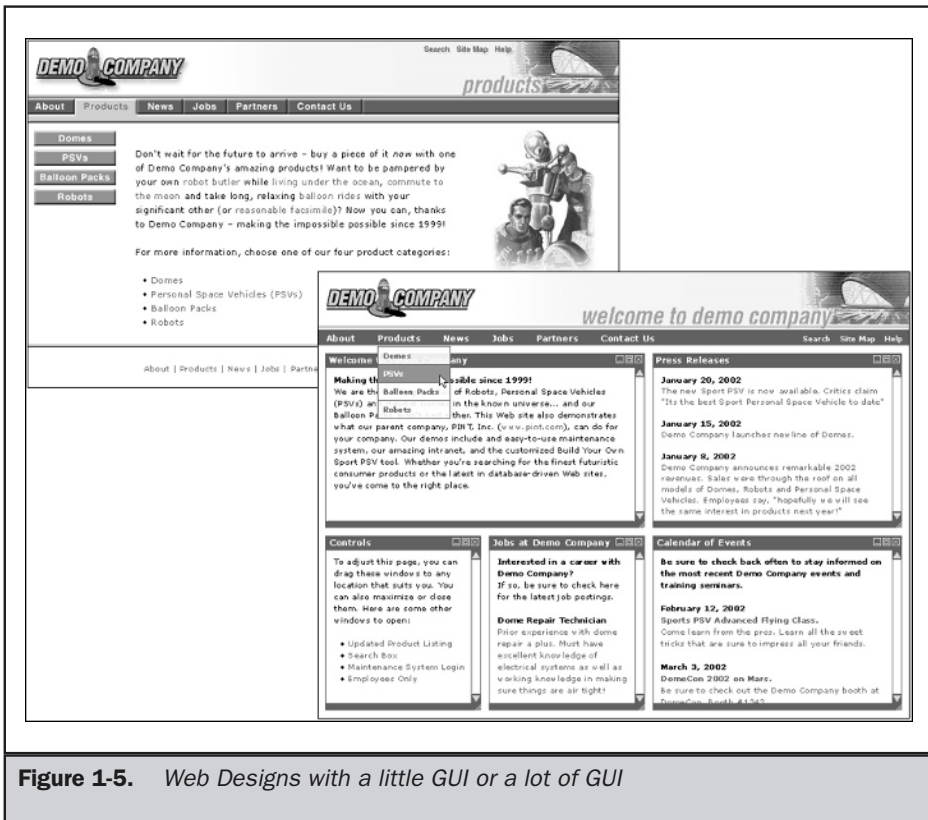 DEMO COMPANY
Search Site Map Help
products
About Products News Jobs Partners Contact Us
Domes
PSVs
Balloon Packs
Robots
Don't wait for the future to arrive – buy a piece of it now with one
of Demo Company's amazing products! Want to be pampered by
your own robot butler while living under the ocean, commute to
the moon and take long, relaxing balloon rides with your
significant other (or reasonable facsimile)? Now you can, thanks
to Demo Company – making the impossible possible since 1999!
For more information, choose one of our four product categories:
• Domes
• Personal Space Vehicles (PSVs)
• Balloon Packs
• Robots
About | Products | News | Jobs | Partne
DEMO COMPANY
welcome to demo company
About Products News Jobs Partners Contact Us Search Site Map Help
Domes
PSVs
Balloon Packs
Robots
Welcome
Making th ssible since 1999!
We are th of Robots, Personal Space Vehicles
(PSVs) an in the known universe... and our
Balloon Pa ther. This Web site also demonstrates
what our parent company, PINT, Inc. (www.pint.com), can do for
your company. Our demos include and easy-to-use maintenance
system, our amazing intranet, and the customized Build Your Own
Sport PSV tool. Whether you're searching for the finest futuristic
consumer products or the latest in database-driven Web sites,
you've come to the right place.
Press Releases
January 20, 2002
The new Sport PSV is now available. Critics claim
"Its the best Sport Personal Space Vehicle to date"
January 15, 2002
Demo Company launches new line of Domes.
January 8, 2002
Demo Company announces remarkable 2002
revenues. Sales were through the roof on all
models of Domes, Robots and Personal Space
Vehicles. Employees say, "hopefully we will see
the same interest in products next year!"
Controls
To adjust this page, you can
drag these windows to any
location that suits you. You
can also maximize or close
them. Here are some other
windows to open:
• Updated Product Listing
• Search Box
• Maintenance System Login
• Employees Only
Jobs at Demo Company
Interested in a career with
Demo Company?
If so, be sure to check here
for the latest job postings.
Dome Repair Technician
Prior experience with dome
repair a plus. Must have
excellent knowledge of
electrical systems as well as
working knowledge in making
sure things are air tight!
Calendar of Events
Be sure to check back often to stay informed on
the most recent Demo Company events and
training seminars.
February 12, 2002
Sports PSV Advanced Flying Class.
Come learn from the pros. Learn all the sweet
tricks that are sure to impress all your friends.
March 3, 2002
DomeCon 2002 on Mars.
Be sure to check out the Demo Company booth at
DomeCon, Booth #1242
Figure 1-5. Web Designs with a little GUI or a lot of GUI